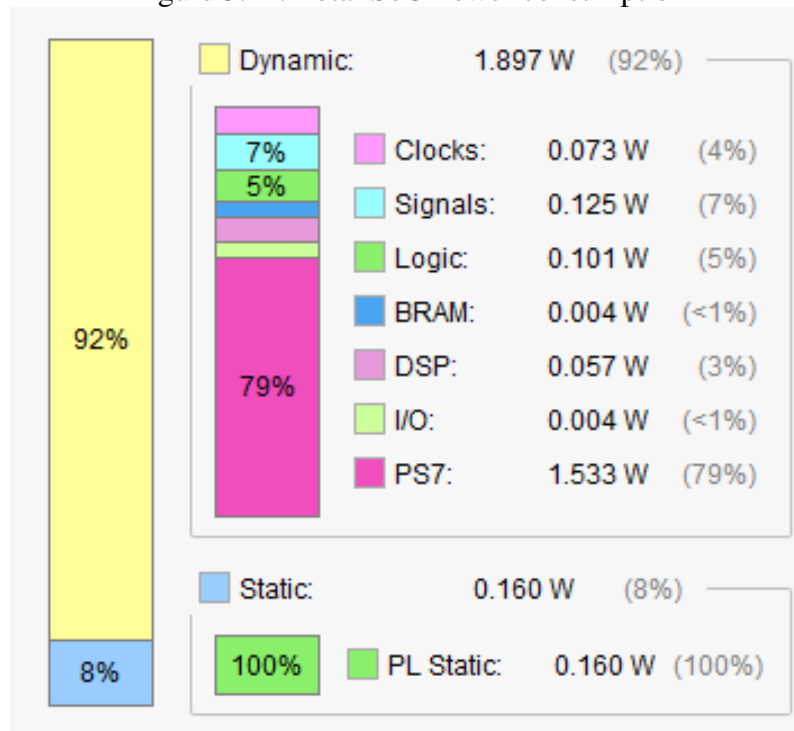 Dynamic: 1.897 W (92%)
Clocks: 0.073 W (4%)
7%
Signals: 0.125 W (7%)
5%
Logic: 0.101 W (5%)
BRAM: 0.004 W (<1%)
92%
DSP: 0.057 W (3%)
79%
I/O: 0.004 W (<1%)
PS7: 1.533 W (79%)
Static: 0.160 W (8%)
8%
100%
PL Static: 0.160 W (100%)